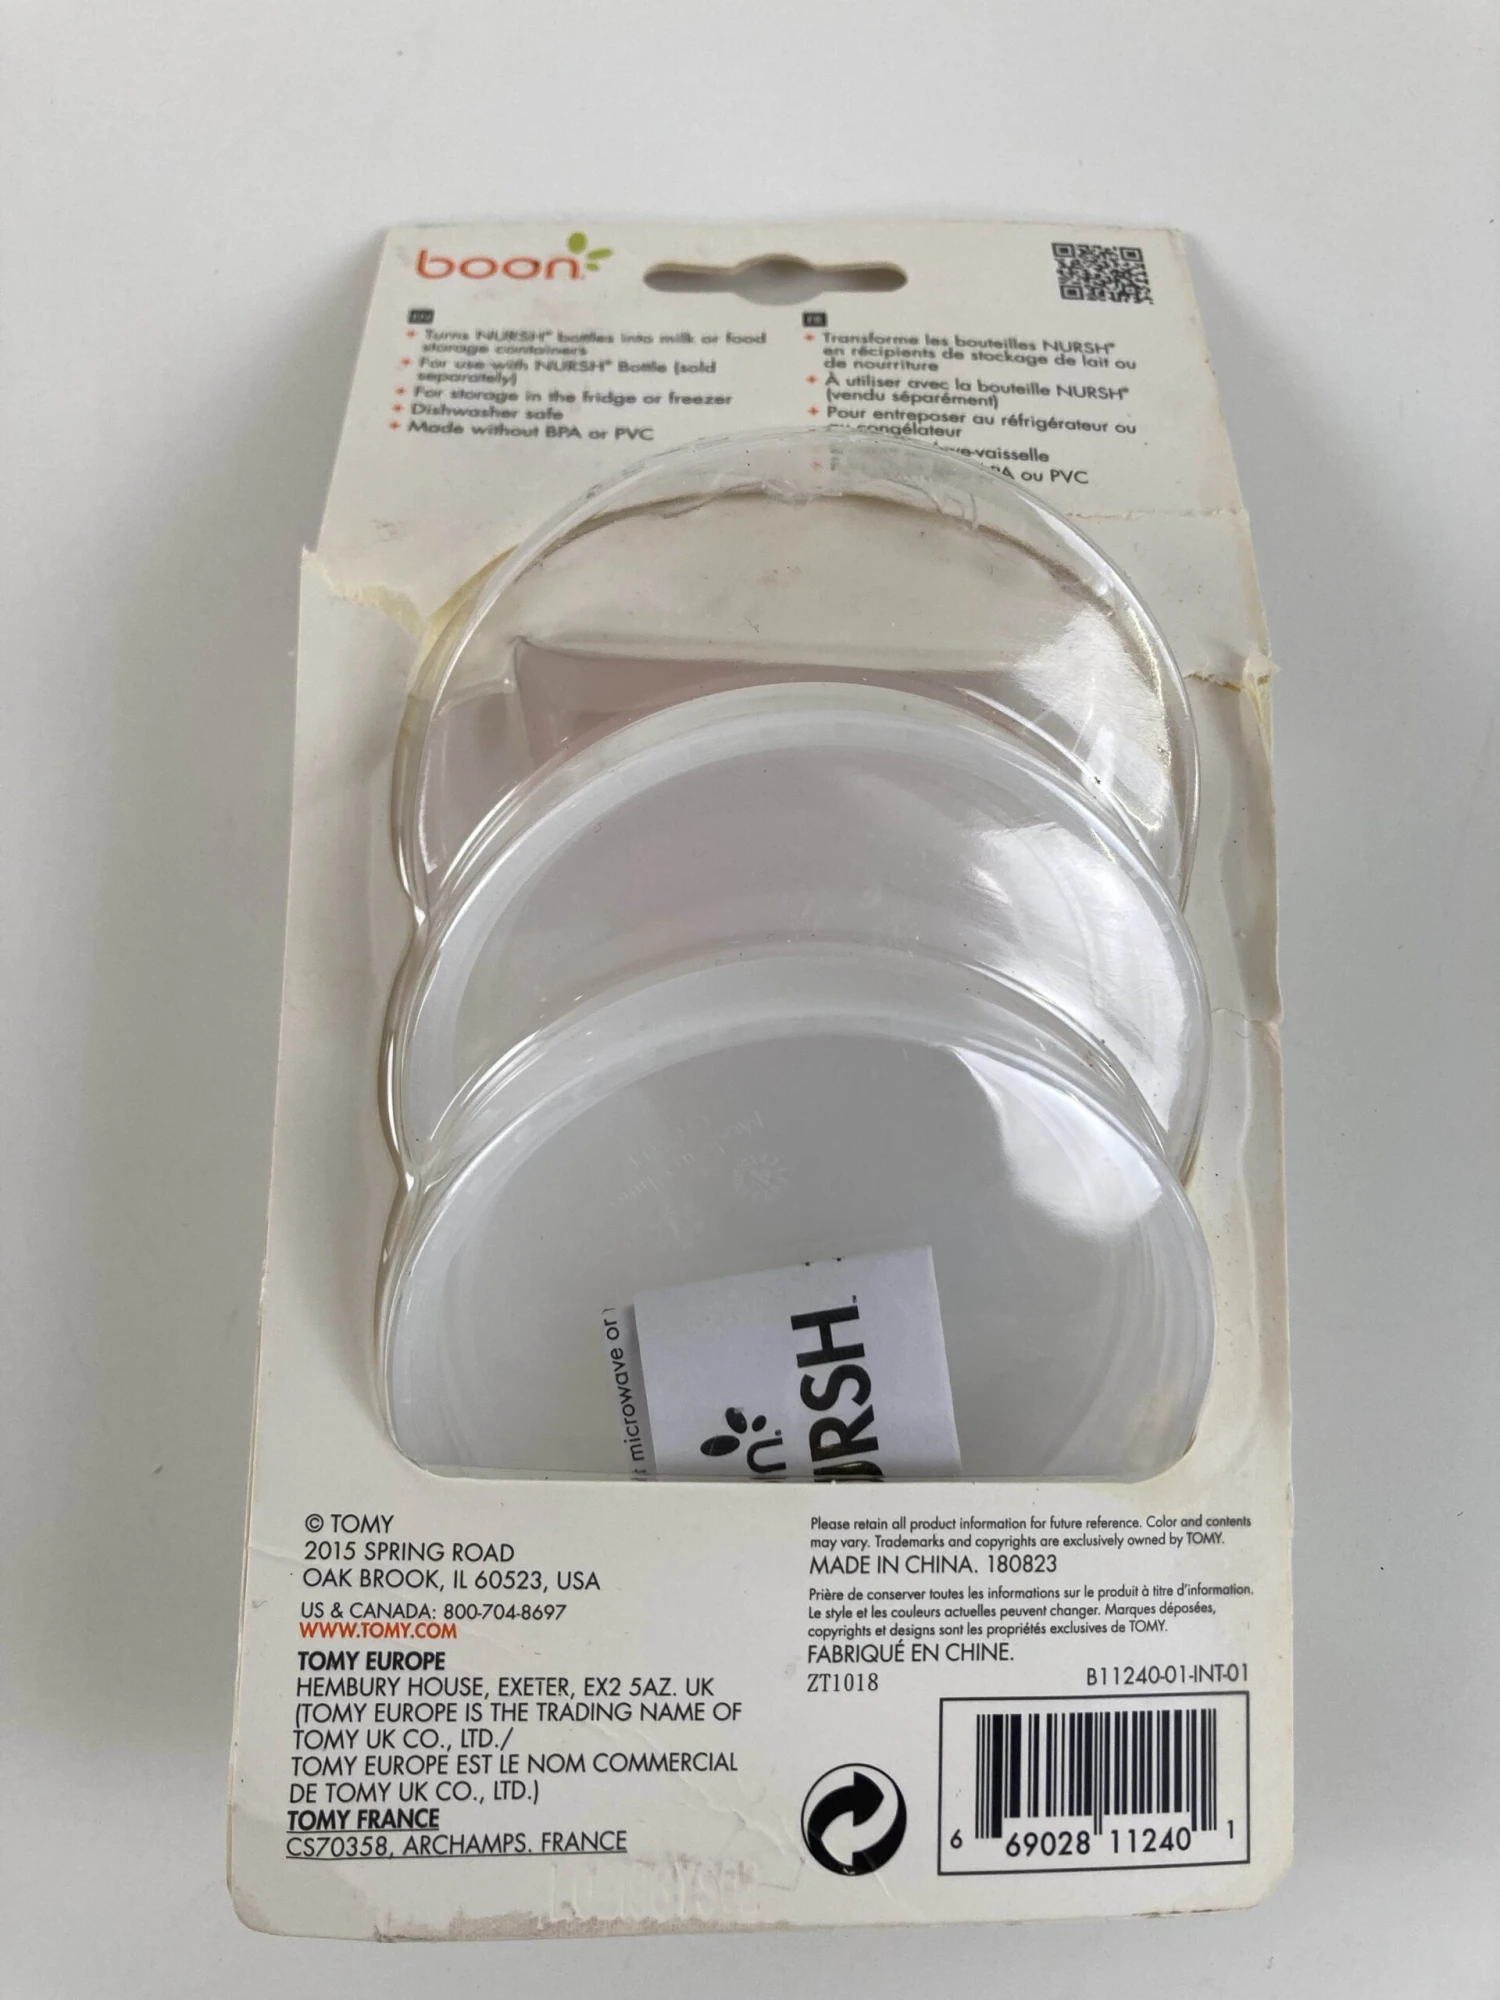 boon
EN
Turns NURSH® bottles into milk or food
storage containers
For use with NURSH® Bottle (sold
separately)
For storage in the fridge or freezer
Dishwasher safe
Made without BPA or PVC
FR
Transforme les bouteilles NURSH®
en récipients de stockage de lait ou
de nourriture
À utiliser avec la bouteille NURSH®
(vendu séparément)
Pour entreposer au réfrigérateur ou
congélateur
ve-vaisselle
PA ou PVC
microwave or
n.
URSH
© TOMY
2015 SPRING ROAD
OAK BROOK, IL 60523, USA
US & CANADA: 800-704-8697
WWW.TOMY.COM
TOMY EUROPE
HEMBURY HOUSE, EXETER, EX2 5AZ. UK
(TOMY EUROPE IS THE TRADING NAME OF
TOMY UK CO., LTD./
TOMY EUROPE EST LE NOM COMMERCIAL
DE TOMY UK CO., LTD.)
TOMY FRANCE
CS70358, ARCHAMPS. FRANCE
Please retain all product information for future reference. Color and contents
may vary. Trademarks and copyrights are exclusively owned by TOMY.
MADE IN CHINA. 180823
Prière de conserver toutes les informations sur le produit à titre d'information.
Le style et les couleurs actuelles peuvent changer. Marques déposées,
copyrights et designs sont les propriétés exclusives de TOMY.
FABRIQUÉ EN CHINE.
ZT1018
B11240-01-INT-01
6 69028 11240 1